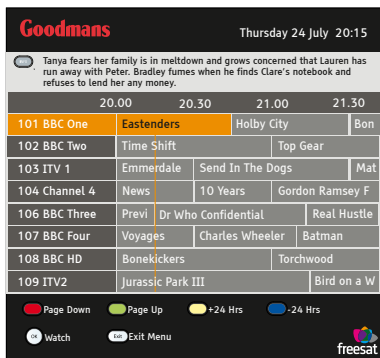 Goodmans
Thursday 24 July 20:15
Tanya fears her family is in meltdown and grows concerned that Lauren has
run away with Peter. Bradley fumes when he finds Clare's notebook and
refuses to lend her any money.
20.00 20.30 21.00 21.30
101 BBC One Eastenders Holby City Bon
102 BBC Two Time Shift Top Gear
103 ITV 1 Emmerdale Send In The Dogs Mat
104 Channel 4 News 10 Years Gordon Ramsey F
106 BBC Three Previ Dr Who Confidential Real Hustle
107 BBC Four Voyages Charles Wheeler Batman
108 BBC HD Bonekickers Torchwood
109 ITV2 Jurassic Park III Bird on a W
Page Down Page Up +24 Hrs -24 Hrs
OK Watch Exit Exit Menu
freesat